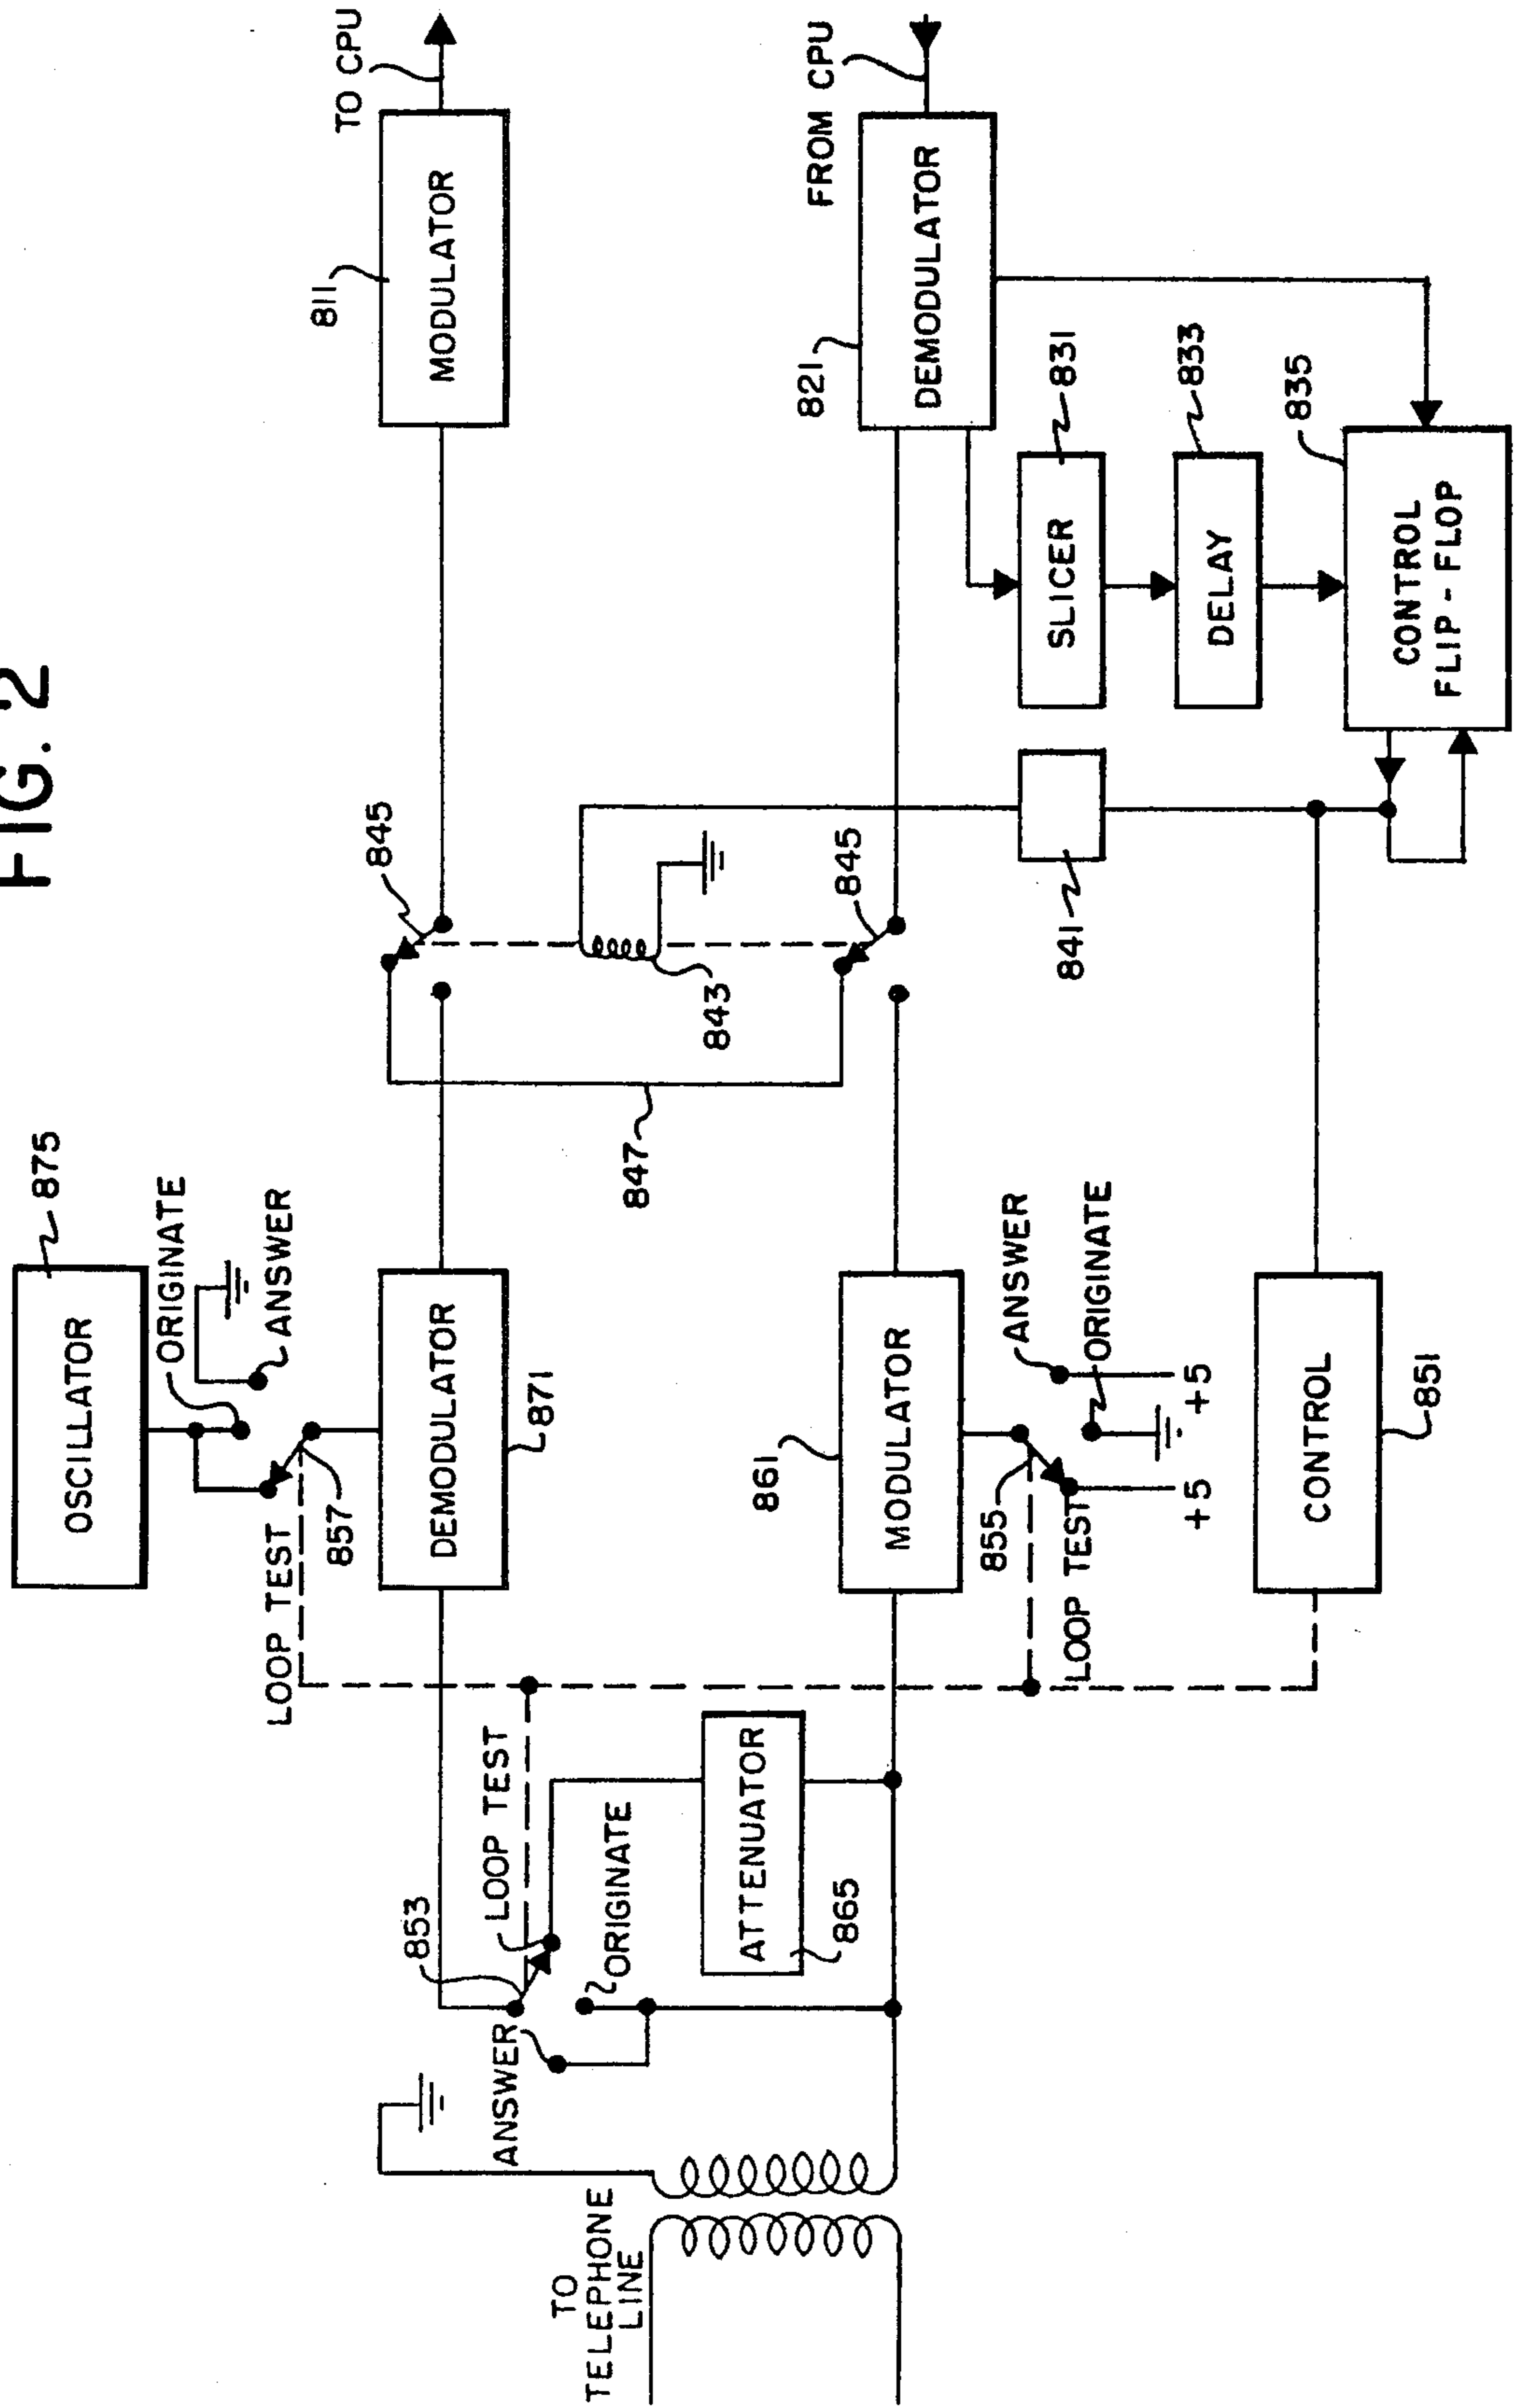 FIG. 2
TO CPU
811
MODULATOR
FROM CPU
821
DEMODULATOR
831
SLICER
833
DELAY
835
CONTROL
FLIP - FLOP
845
845
843
841
847
875
OSCILLATOR
ORIGINATE
ANSWER
LOOP TEST
857
DEMODULATOR
871
861
MODULATOR
855
ANSWER
ORIGINATE
LOOP TEST
+5
+5
CONTROL
851
853
LOOP TEST
ORIGINATE
ANSWER
ATTENUATOR
865
TO
TELEPHONE
LINE